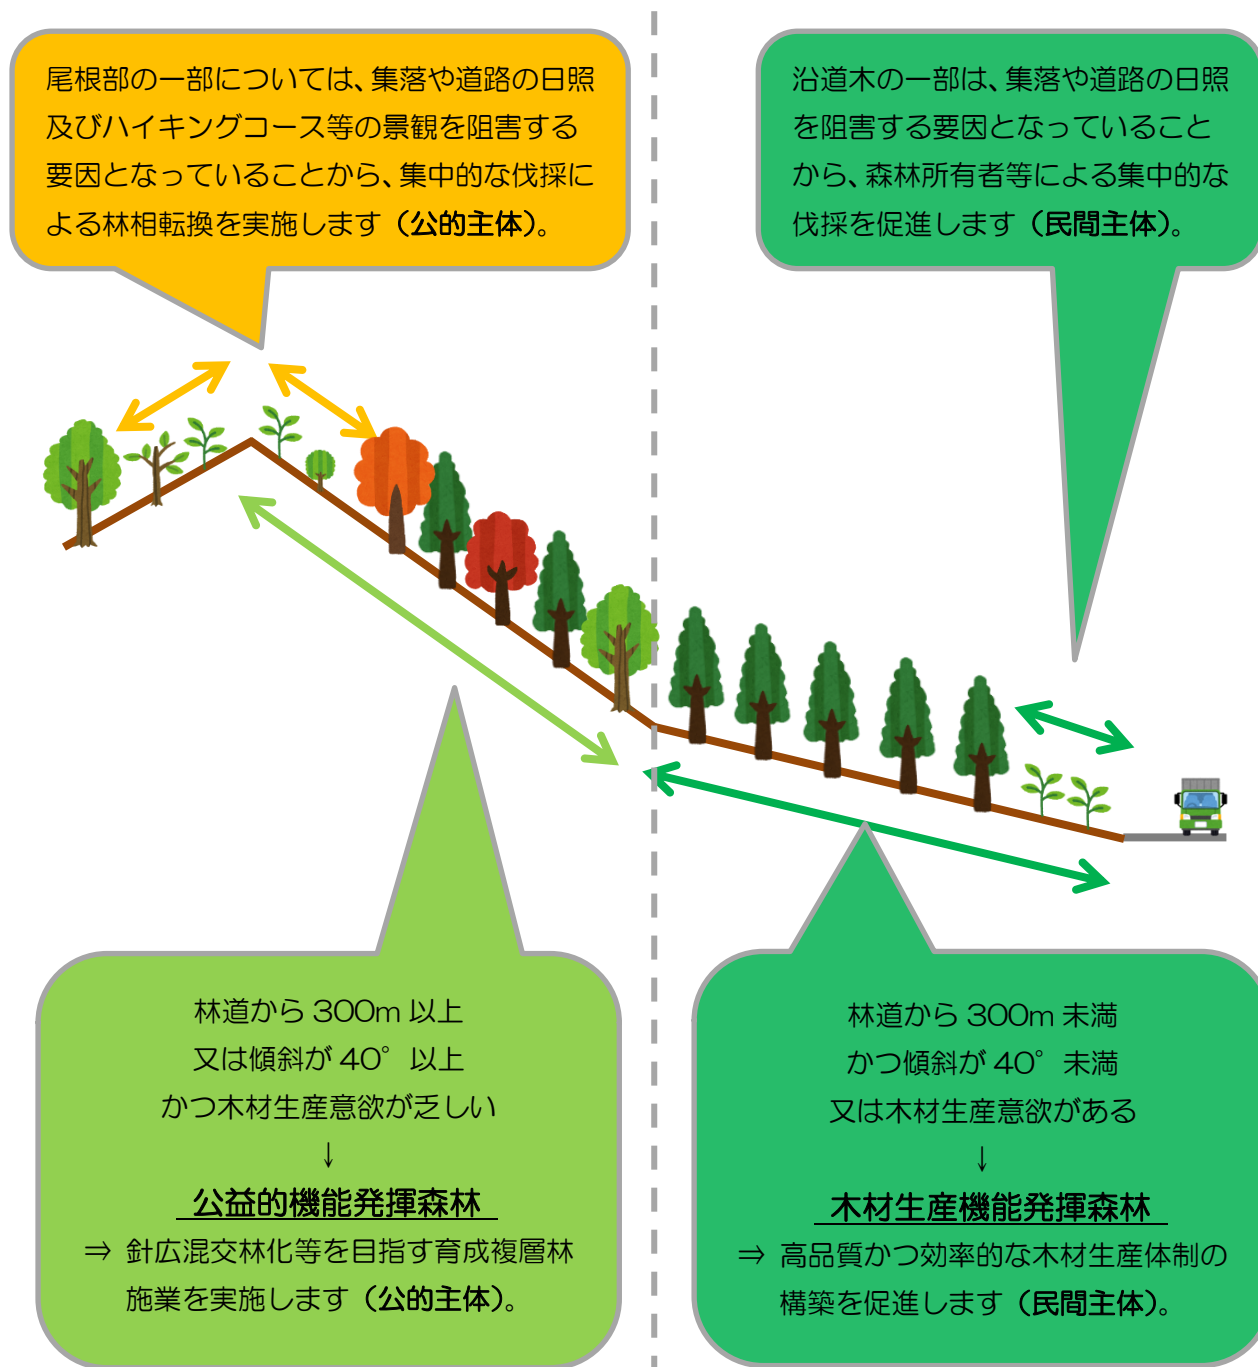 尾根部の一部については、集落や道路の日照
及びハイキングコース等の景観を阻害する
要因となっていることから、集中的な伐採に
よる林相転換を実施します（公的主体）。
沿道木の一部は、集落や道路の日照
を阻害する要因となっていること
から、森林所有者等による集中的な
伐採を促進します（民間主体）。
林道から 300m 以上
又は傾斜が 40°以上
かつ木材生産意欲が乏しい
↓
公益的機能発揮森林
⇒ 針広混交林化等を目指す育成複層林
施業を実施します（公的主体）。
林道から 300m 未満
かつ傾斜が 40°未満
又は木材生産意欲がある
↓
木材生産機能発揮森林
⇒ 高品質かつ効率的な木材生産体制の
構築を促進します（民間主体）。